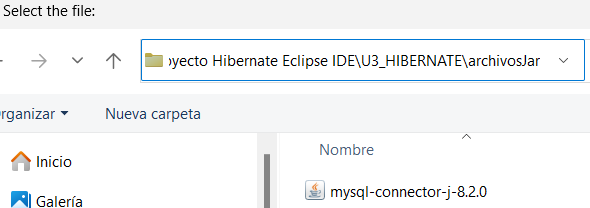 Select the file:
yecto Hibernate Eclipse IDE\U3_HIBERNATE\archivosJar
Organizar
Nueva carpeta
Inicio
Nombre
mysql-connector-j-8.2.0
Galería